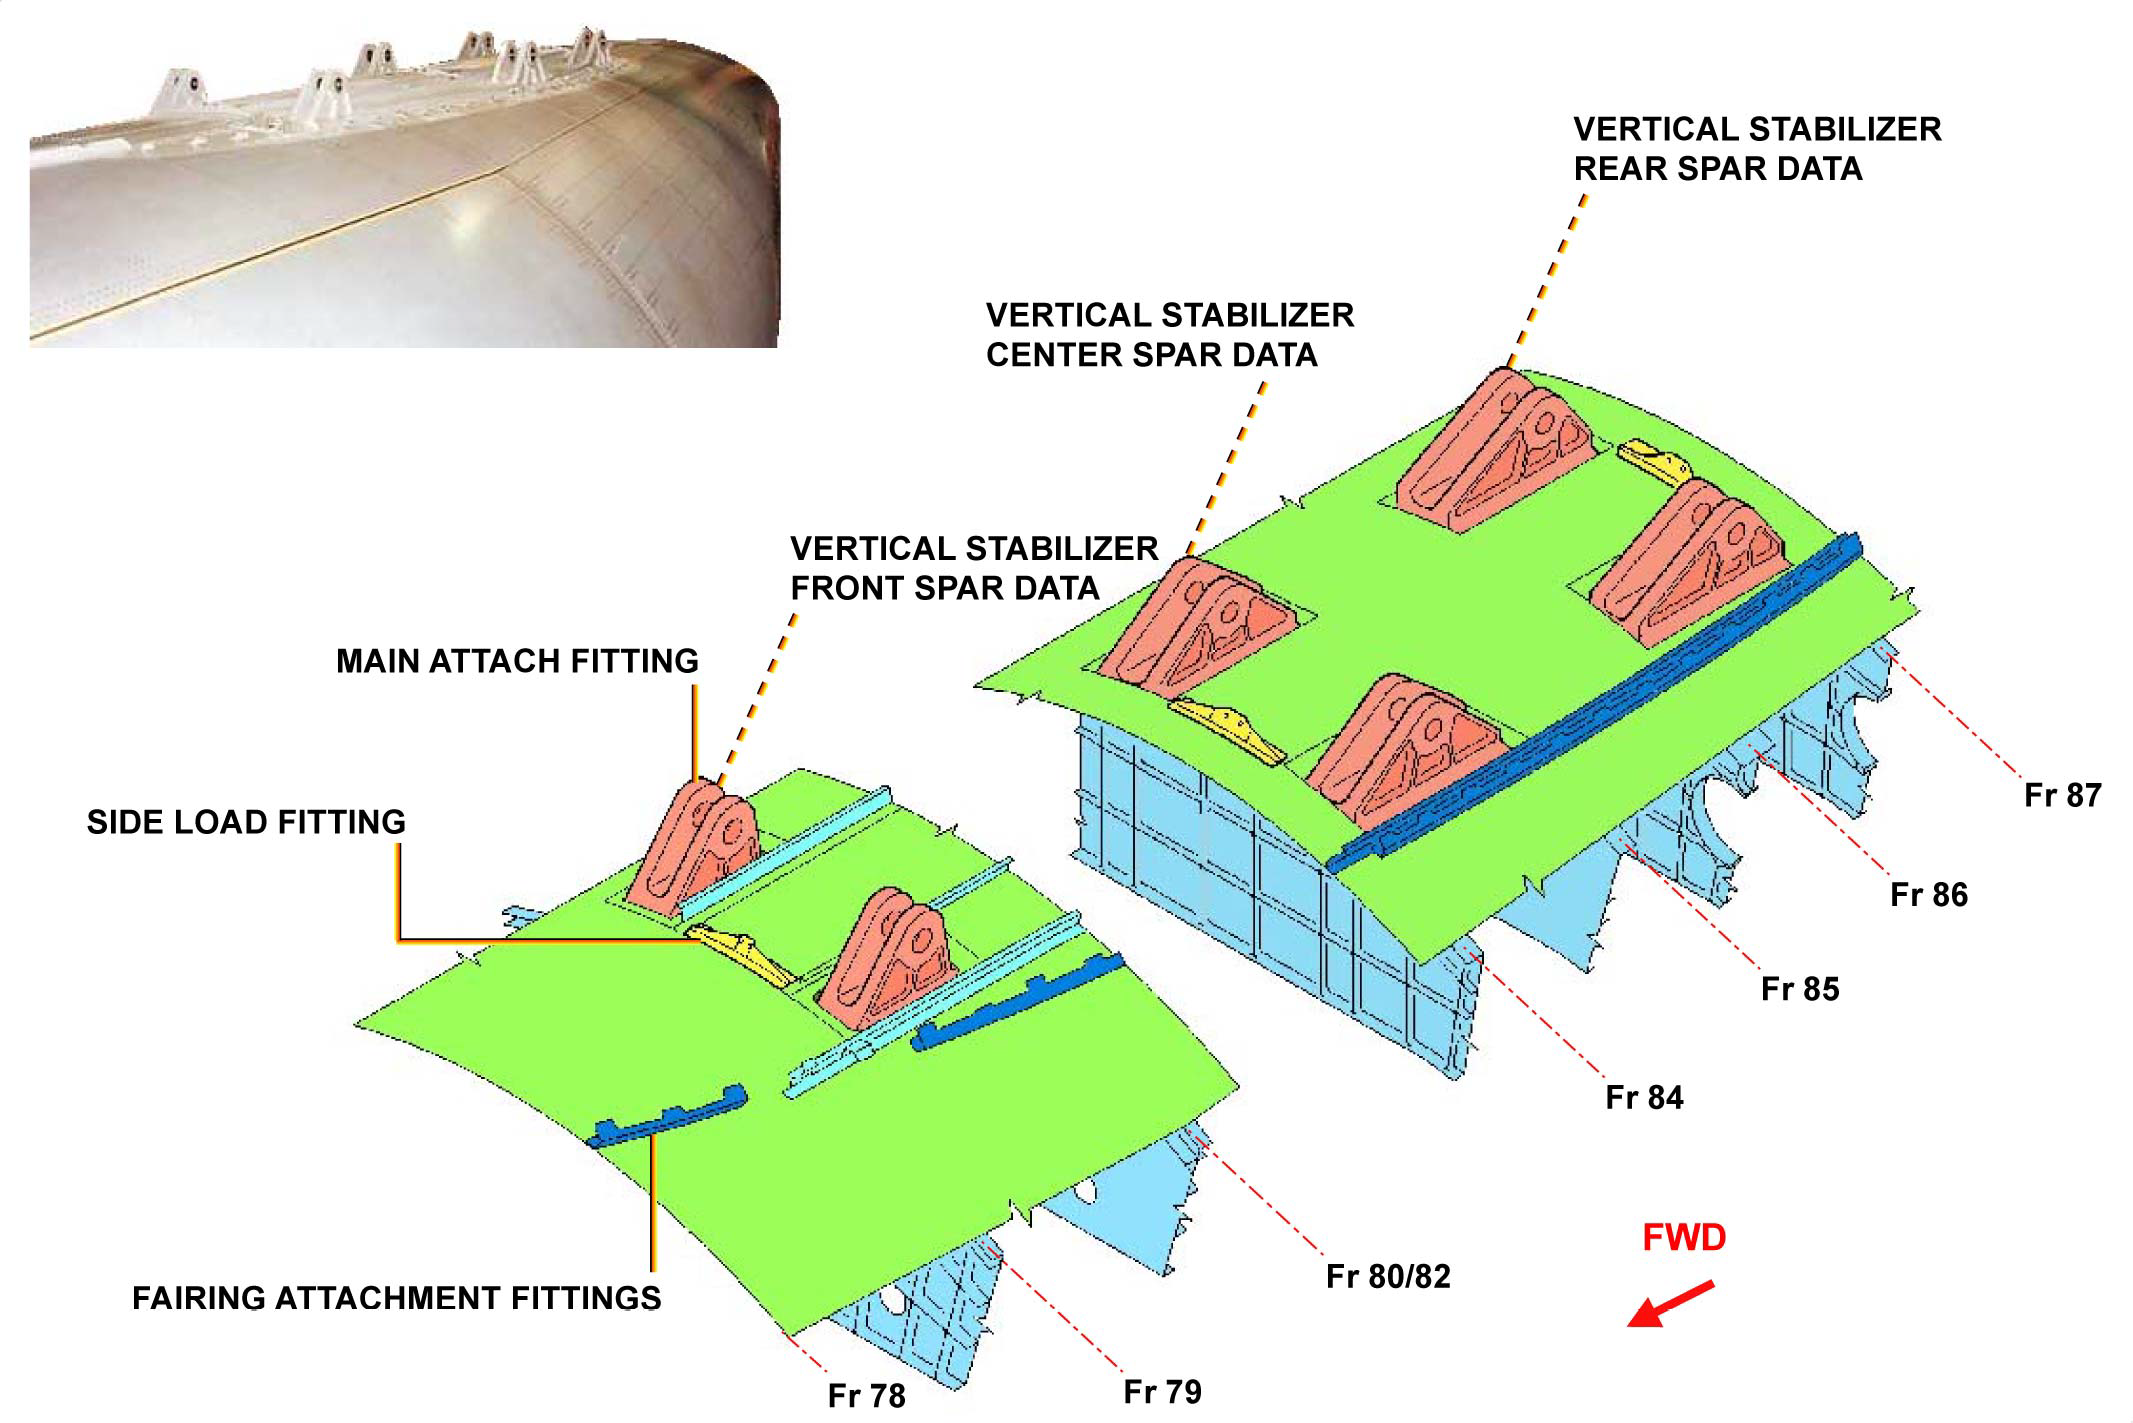 VERTICAL STABILIZER
REAR SPAR DATA
VERTICAL STABILIZER
CENTER SPAR DATA
VERTICAL STABILIZER
FRONT SPAR DATA
MAIN ATTACH FITTING
SIDE LOAD FITTING
FAIRING ATTACHMENT FITTINGS
Fr 87
Fr 86
Fr 85
Fr 84
FWD
Fr 80/82
Fr 79
Fr 78